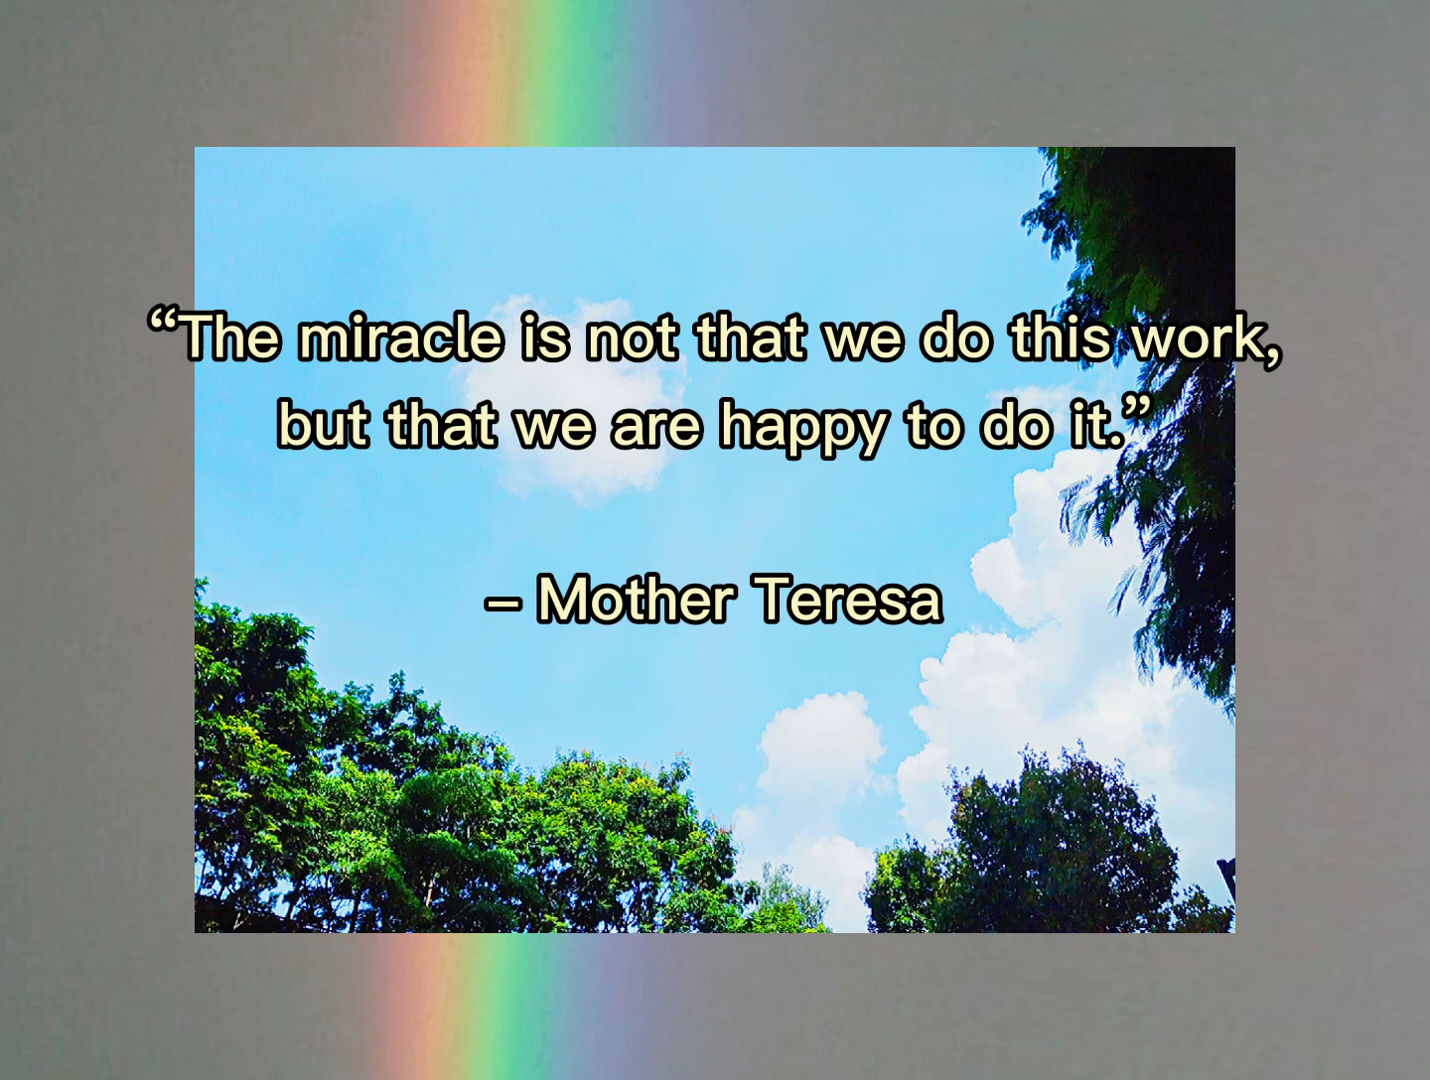 “The miracle is not that we do this work,
but that we are happy to do it.”
– Mother Teresa